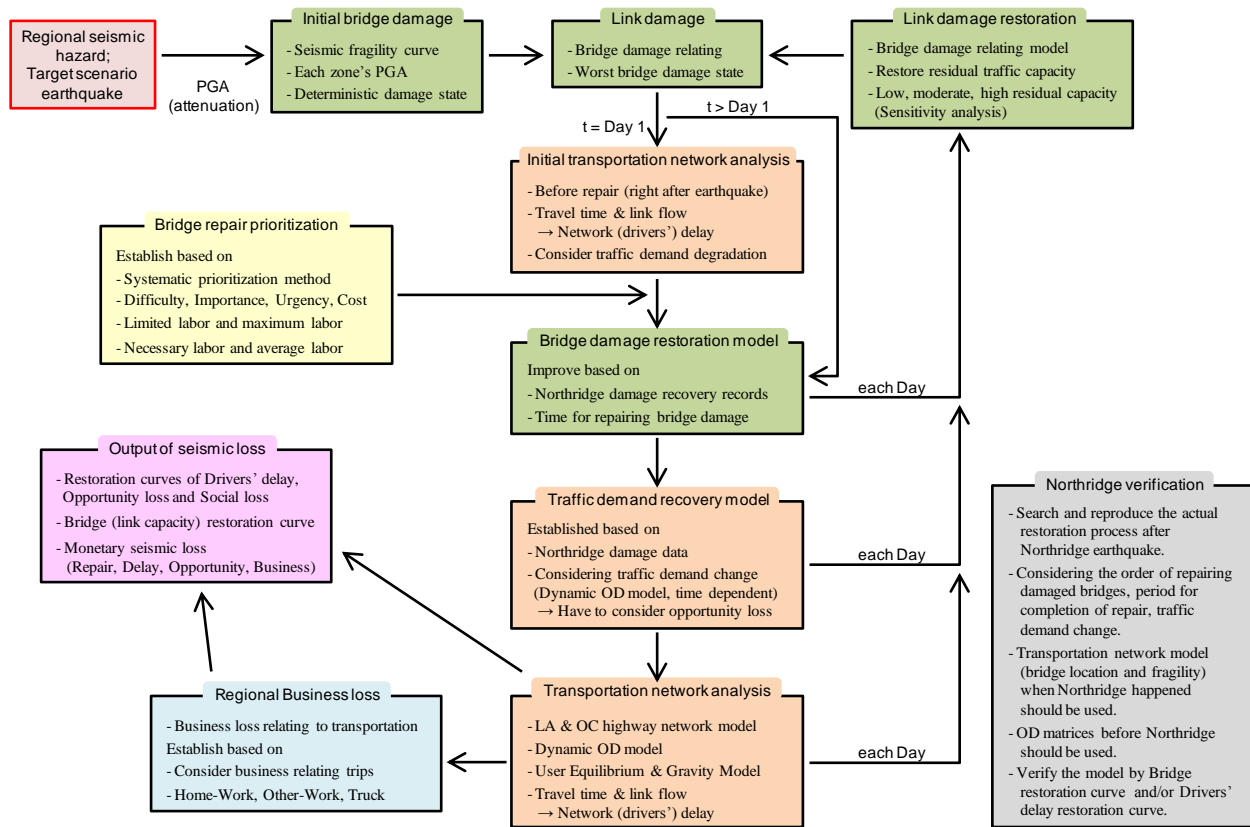 Regional seismic
hazard;
Target scenario
earthquake
PGA
(attenuation)
Initial bridge damage
- Seismic fragility curve
- Each zone's PGA
- Deterministic damage state
Link damage
- Bridge damage relating
- Worst bridge damage state
Link damage restoration
- Bridge damage relating model
- Restore residual traffic capacity
- Low, moderate, high residual capacity
(Sensitivity analysis)
t = Day 1
t > Day 1
Initial transportation network analysis
- Before repair (right after earthquake)
- Travel time & link flow
→ Network (drivers') delay
- Consider traffic demand degradation
Bridge repair prioritization
Establish based on
- Systematic prioritization method
- Difficulty, Importance, Urgency, Cost
- Limited labor and maximum labor
- Necessary labor and average labor
Bridge damage restoration model
Improve based on
- Northridge damage recovery records
- Time for repairing bridge damage
each Day
Output of seismic loss
- Restoration curves of Drivers' delay,
Opportunity loss and Social loss
- Bridge (link capacity) restoration curve
- Monetary seismic loss
(Repair, Delay, Opportunity, Business)
Traffic demand recovery model
Established based on
- Northridge damage data
- Considering traffic demand change
(Dynamic OD model, time dependent)
→ Have to consider opportunity loss
each Day
Regional Business loss
- Business loss relating to transportation
Establish based on
- Consider business relating trips
- Home-Work, Other-Work, Truck
Transportation network analysis
- LA & OC highway network model
- Dynamic OD model
- User Equilibrium & Gravity Model
- Travel time & link flow
→ Network (drivers') delay
each Day
Northridge verification
- Search and reproduce the actual
restoration process after
Northridge earthquake.
- Considering the order of repairing
damaged bridges, period for
completion of repair, traffic
demand change.
- Transportation network model
(bridge location and fragility)
when Northridge happened
should be used.
- OD matrices before Northridge
should be used.
- Verify the model by Bridge
restoration curve and/or Drivers'
delay restoration curve.